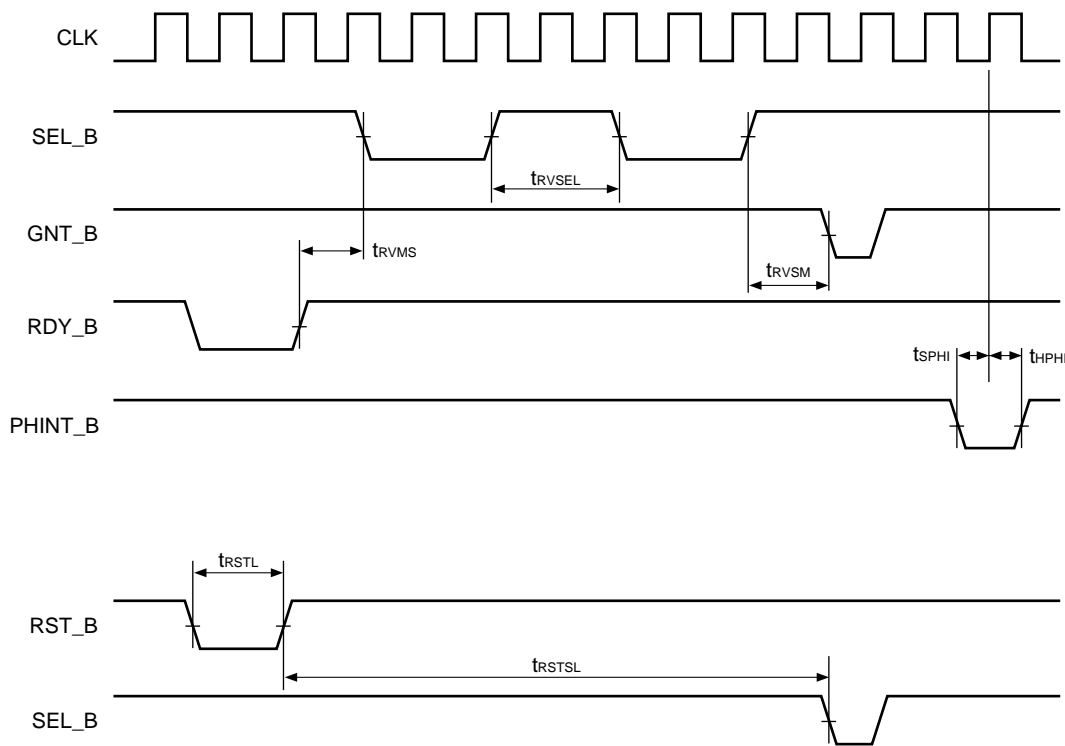 CLK
SEL_B
tRVSEL
GNT_B
tRVMS
tRVSM
RDY_B
tSPHI
tHPHI
PHINT_B
tRSTL
RST_B
tRSTSL
SEL_B